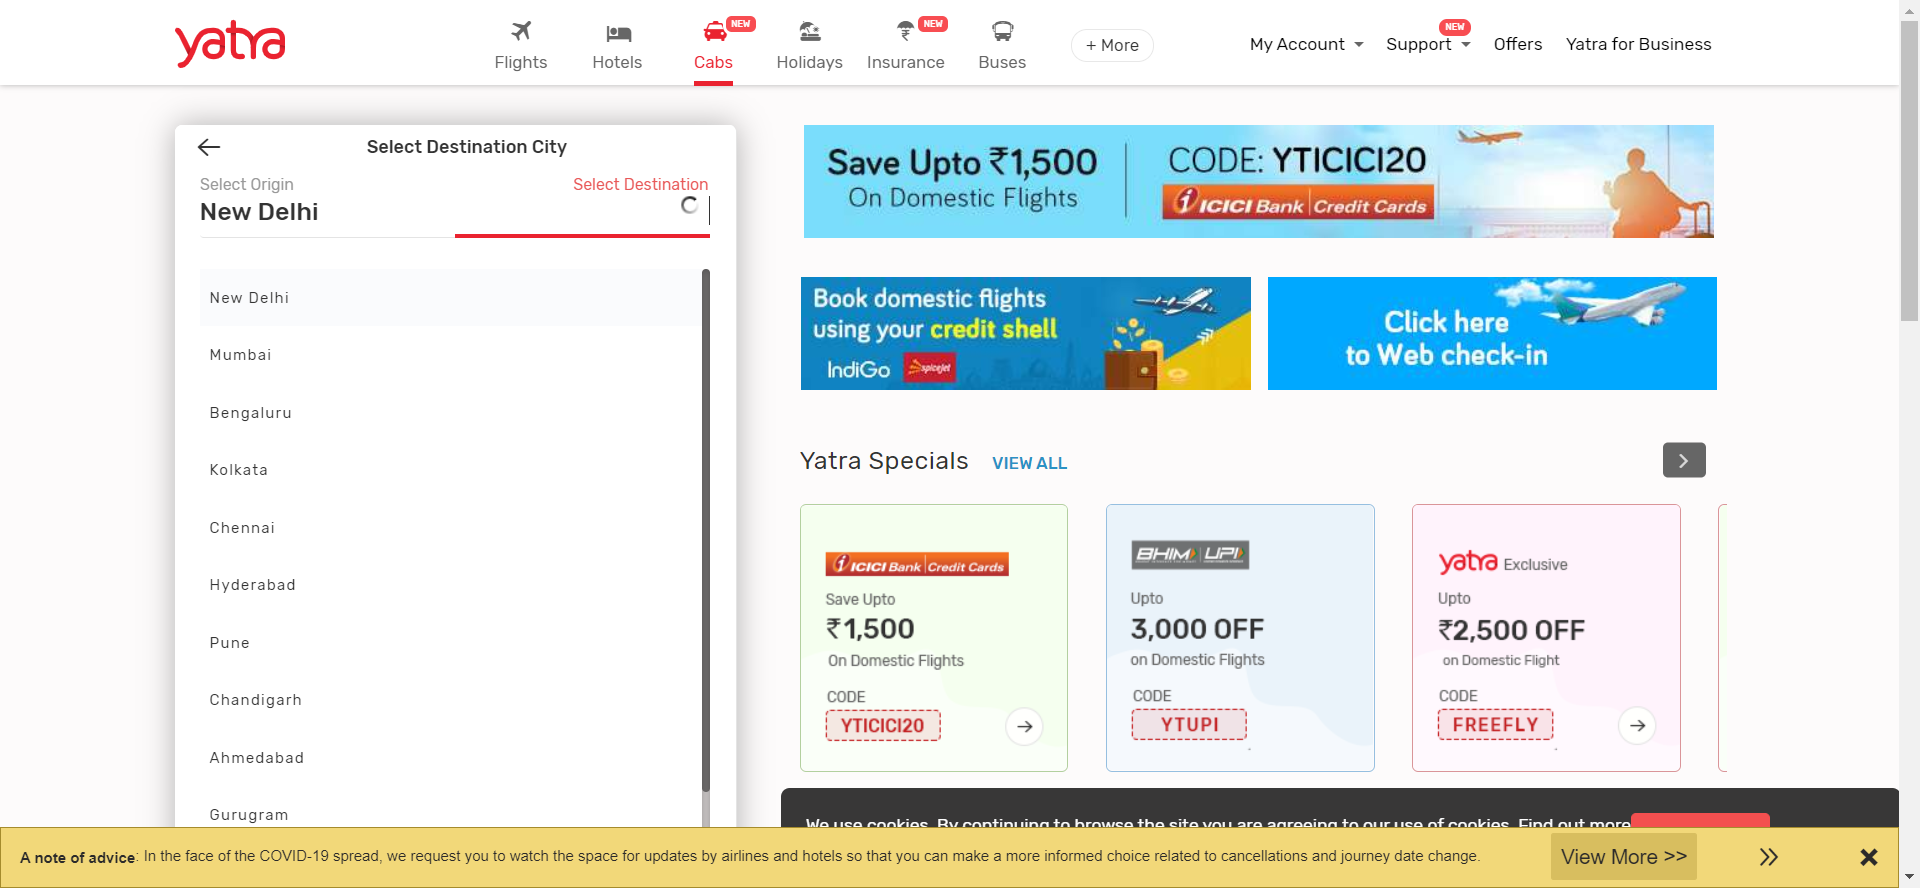 yatra
Flights
Hotels
NEW
Cabs
Holidays
NEW
Insurance
Buses
+ More
My Account
NEW
Support
Offers
Yatra for Business
Select Destination City
Select Origin
Select Destination
New Delhi
New Delhi
Mumbai
Bengaluru
Kolkata
Chennai
Hyderabad
Pune
Chandigarh
Ahmedabad
Gurugram
Save Upto ₹1,500
On Domestic Flights
CODE: YTICICI20
ICICI Bank Credit Cards
Book domestic flights
using your credit shell
IndiGo spicejet
Click here
to Web check-in
Yatra Specials
VIEW ALL
ICICI Bank Credit Cards
Save Upto
₹1,500
On Domestic Flights
CODE
YTICICI20
BHIM UPI
Upto
3,000 OFF
on Domestic Flights
CODE
YTUPI
yatra Exclusive
Upto
₹2,500 OFF
on Domestic Flight
CODE
FREEFLY
We use cookies. By continuing to browse the site you are agreeing to our use of cookies. Find out more
A note of advice: In the face of the COVID-19 spread, we request you to watch the space for updates by airlines and hotels so that you can make a more informed choice related to cancellations and journey date change.
View More >>